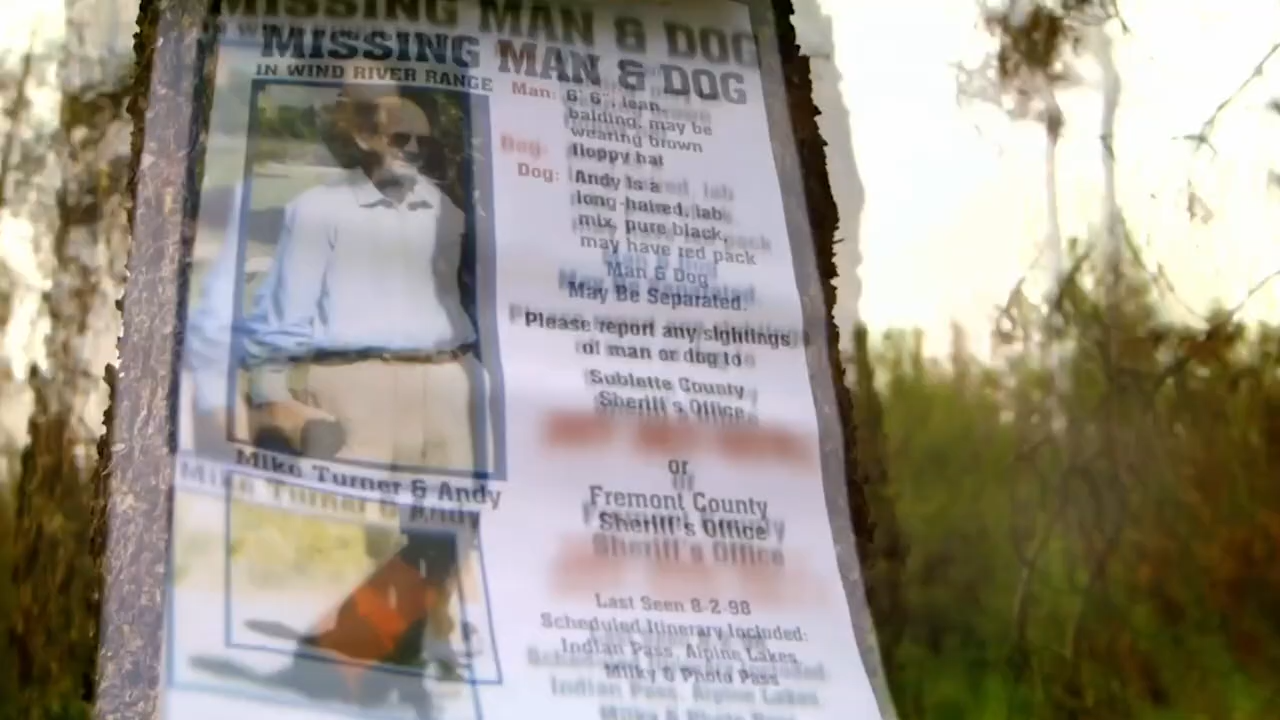 MISSING MAN & DOG
MISSING MAN & DOG
IN WIND RIVER RANGE
Man: 6' 6", lean,
balding, may be
wearing brown
floppy hat
Dog: Andy is a
long-haired, lab
mix, pure black,
may have red pack
Man & Dog
May Be Separated.
Please report any sightings
of man or dog to
Sublette County
Sheriff's Office
or
Fremont County
Sheriff's Office
Last Seen 8-2-98
Scheduled Itinerary Included:
Indian Pass, Alpine Lakes,
Milky & Photo Pass
Mike Turner & Andy